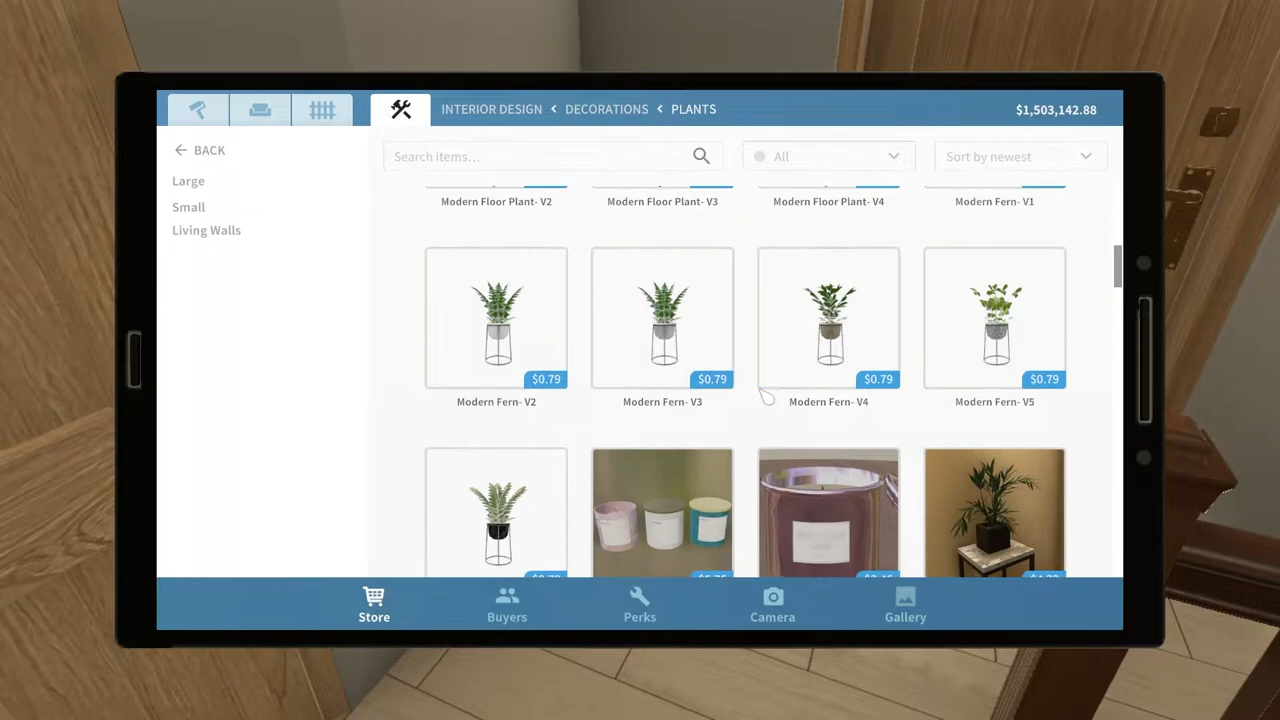 INTERIOR DESIGN < DECORATIONS < PLANTS
$1,503,142.88
BACK
Large
Small
Living Walls
Search items...
All
Sort by newest
Modern Floor Plant- V2
Modern Floor Plant- V3
Modern Floor Plant- V4
Modern Fern- V1
$0.79
$0.79
$0.79
$0.79
Modern Fern- V2
Modern Fern- V3
Modern Fern- V4
Modern Fern- V5
Store
Buyers
Perks
Camera
Gallery